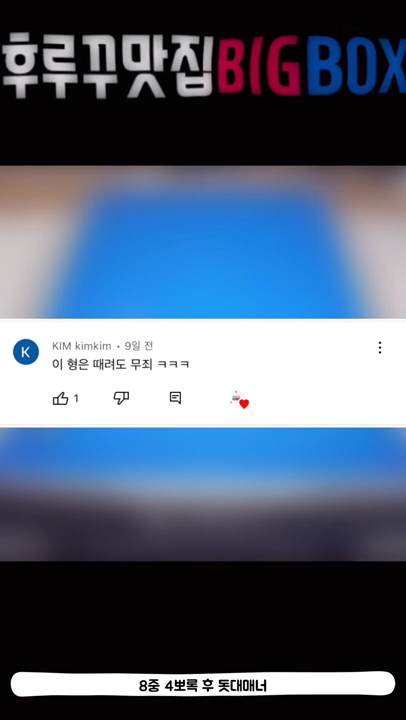 후루꾸맛집BIGBOX
K
KIM kimkim • 9일 전
이 형은 때려도 무죄 ㅋㅋㅋ
1
8중 4뽀록 후 돗대매너